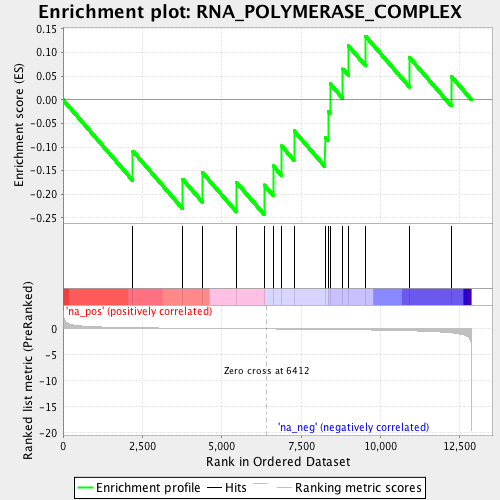 Enrichment plot: RNA_POLYMERASE_COMPLEX
Enrichment score (ES)
0.15
0.10
0.05
0.00
-0.05
-0.10
-0.15
-0.20
-0.25
'na_pos' (positively correlated)
Ranked list metric (PreRanked)
0
-5
-10
-15
-20
Zero cross at 6412
'na_neg' (negatively correlated)
0
2,500
5,000
7,500
10,000
12,500
Rank in Ordered Dataset
Enrichment profile
Hits
Ranking metric scores